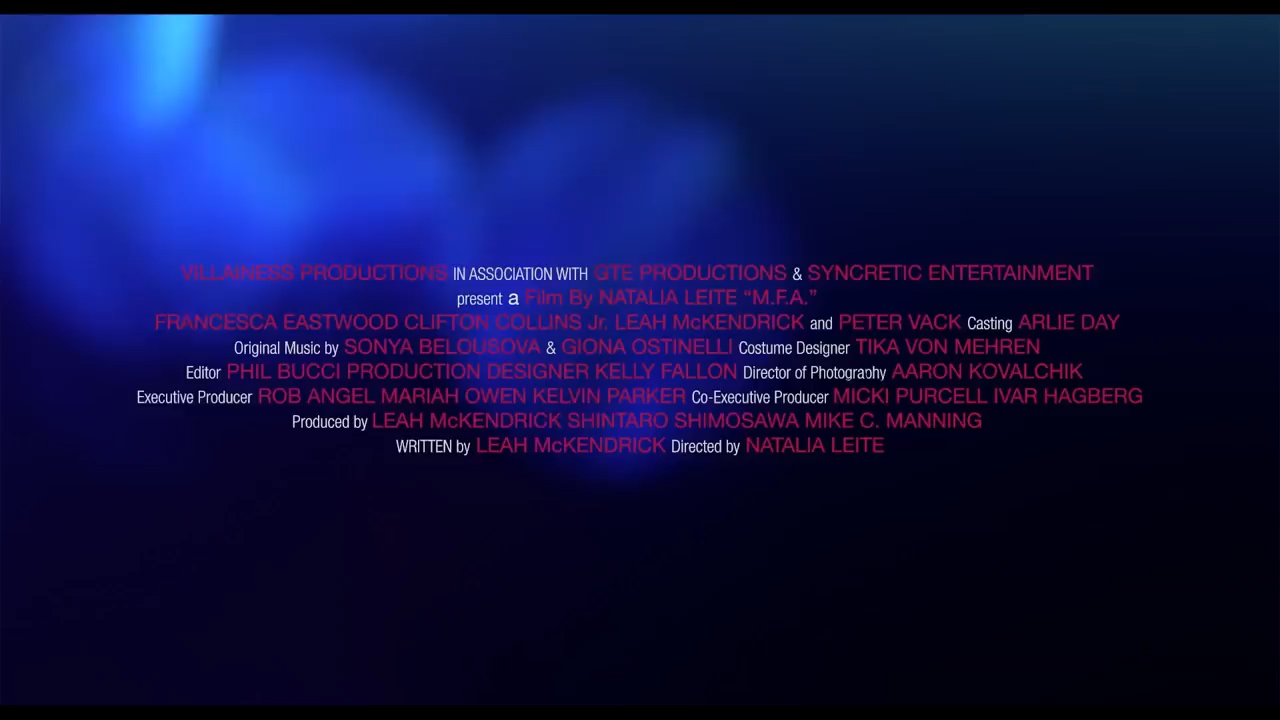 VILLAINESS PRODUCTIONS IN ASSOCIATION WITH GTE PRODUCTIONS & SYNCRETIC ENTERTAINMENT
present a Film By NATALIA LEITE “M.F.A.”
FRANCESCA EASTWOOD CLIFTON COLLINS Jr. LEAH McKENDRICK and PETER VACK Casting ARLIE DAY
Original Music by SONYA BELOUSOVA & GIONA OSTINELLI Costume Designer TIKA VON MEHREN
Editor PHIL BUCCI PRODUCTION DESIGNER KELLY FALLON Director of Photography AARON KOVALCHIK
Executive Producer ROB ANGEL MARIAH OWEN KELVIN PARKER Co-Executive Producer MICKI PURCELL IVAR HAGBERG
Produced by LEAH McKENDRICK SHINTARO SHIMOSAWA MIKE C. MANNING
WRITTEN by LEAH McKENDRICK Directed by NATALIA LEITE